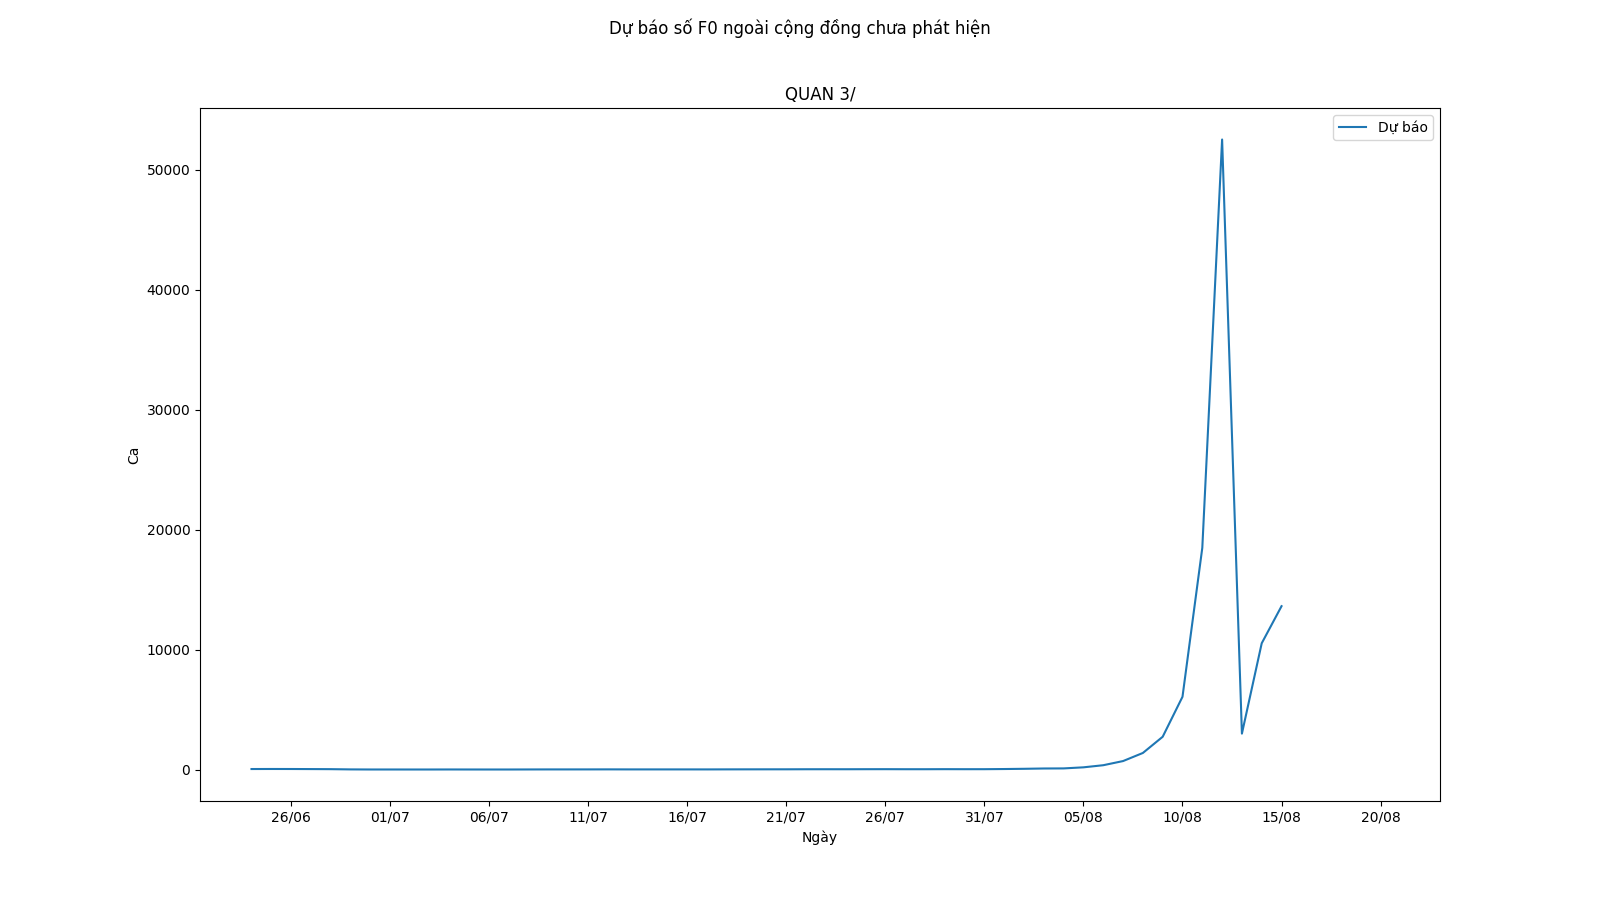 Dự báo số F0 ngoài cộng đồng chưa phát hiện
QUAN 3/
Dự báo
50000
40000
30000
20000
10000
0
Ca
26/06 01/07 06/07 11/07 16/07 21/07 26/07 31/07 05/08 10/08 15/08 20/08
Ngày